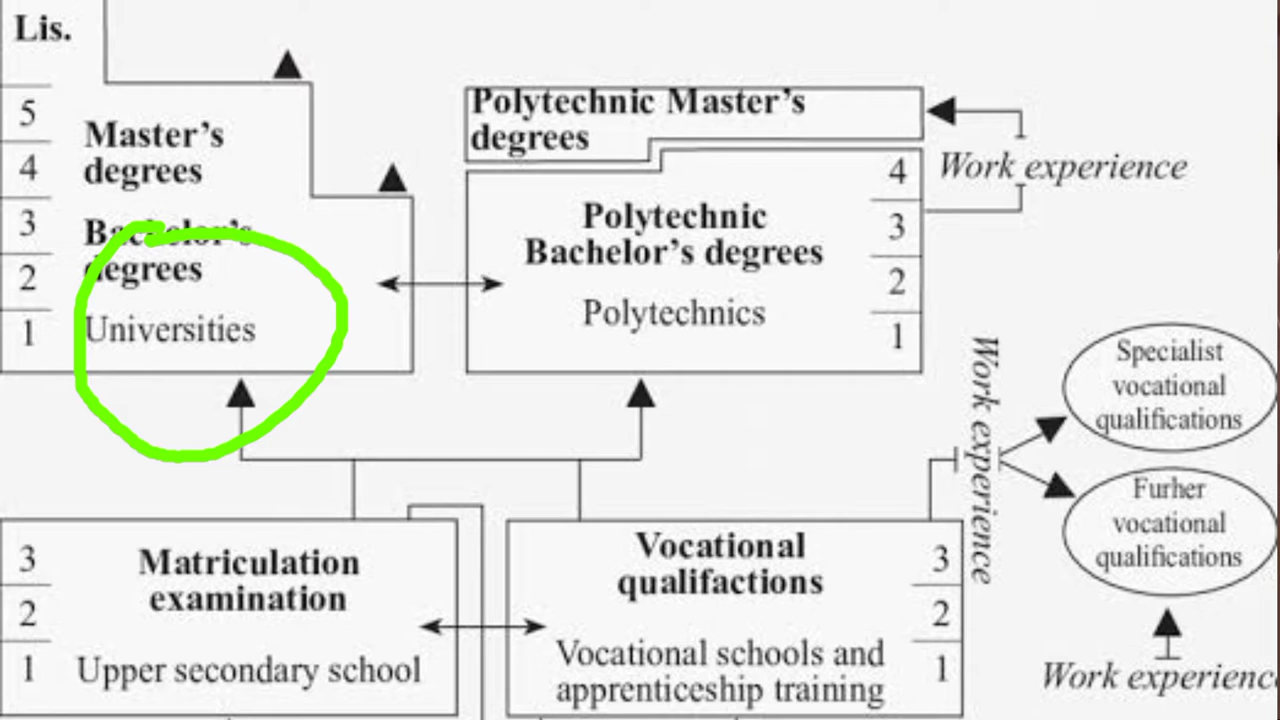 Lis.
5
Master's
degrees
4
3
Bachelor's
degrees
2
1
Universities
Polytechnic Master's
degrees
Work experience
4
Polytechnic
Bachelor's degrees
3
2
Polytechnics
1
Work experience
Specialist
vocational
qualifications
Furher
vocational
qualifications
Work experienc
3
Matriculation
examination
2
1
Upper secondary school
Vocational
qualifactions
3
2
Vocational schools and
apprenticeship training
1